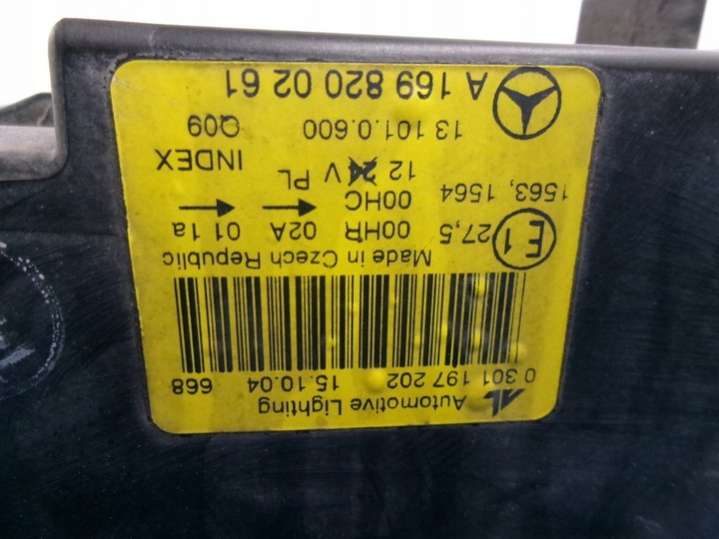 Automotive Lighting
0 301 197 202 15.10.04 668
Made in Czech Republic
E1 27,5 00HR 02A 01 1a
1563, 1564 00HC → →
12 24 V PL INDEX
13 101.0.600 Q09
A 169 820 02 61